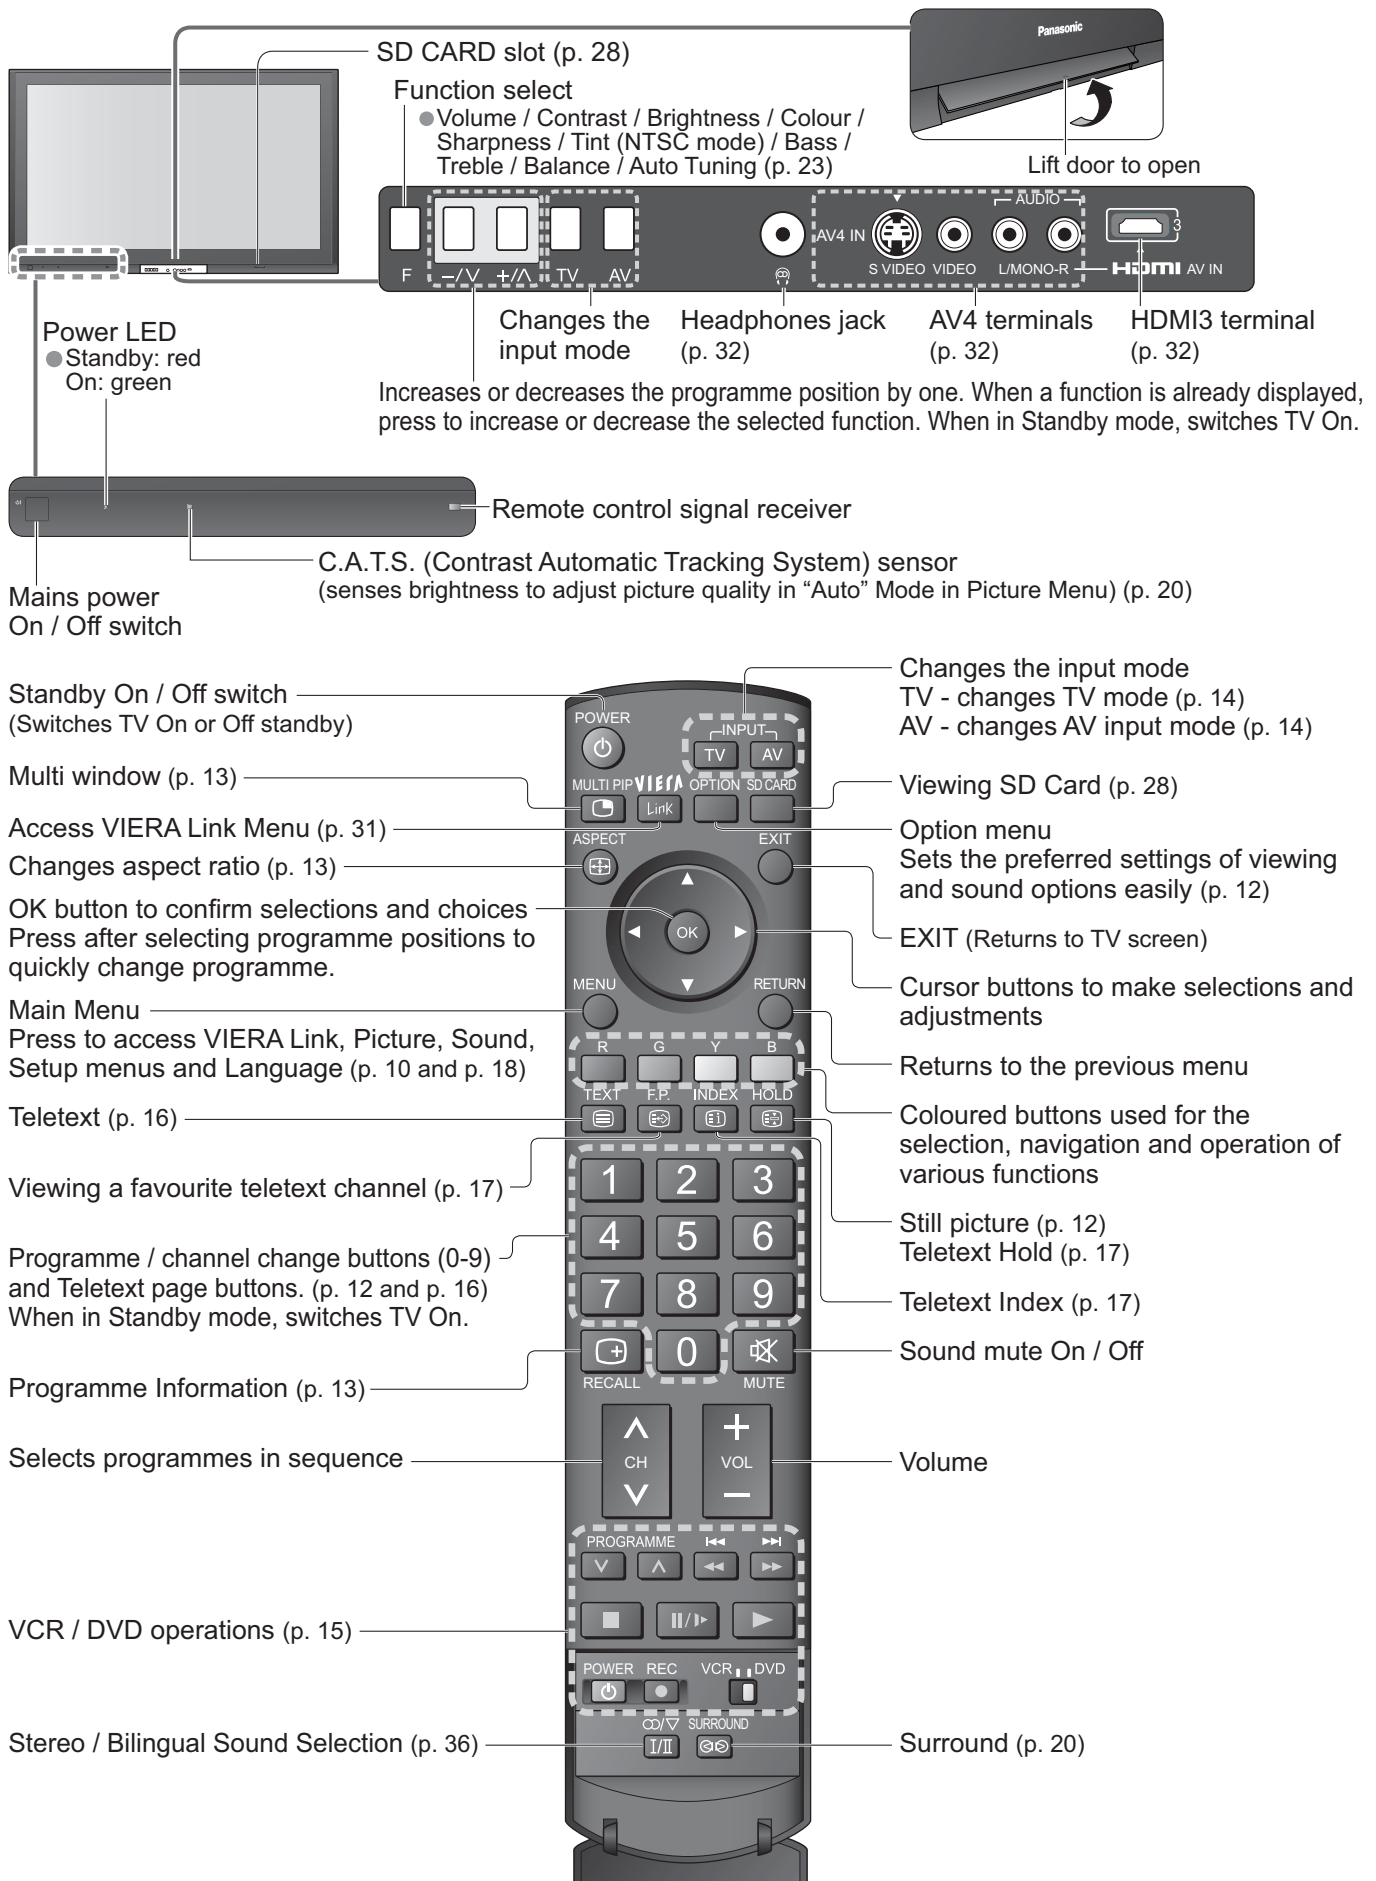 Panasonic
SD CARD slot (p. 28)
Function select
●Volume / Contrast / Brightness / Colour /
Sharpness / Tint (NTSC mode) / Bass /
Treble / Balance / Auto Tuning (p. 23)
Lift door to open
AUDIO
AV4 IN
3
F
−/∨
+/∧
TV
AV
S VIDEO
VIDEO
L/MONO-R
HDMI AV IN
Power LED
●Standby: red
On: green
Changes the
input mode
Headphones jack
(p. 32)
AV4 terminals
(p. 32)
HDMI3 terminal
(p. 32)
Increases or decreases the programme position by one. When a function is already displayed,
press to increase or decrease the selected function. When in Standby mode, switches TV On.
Remote control signal receiver
C.A.T.S. (Contrast Automatic Tracking System) sensor
(senses brightness to adjust picture quality in “Auto” Mode in Picture Menu) (p. 20)
Mains power
On / Off switch
Standby On / Off switch
(Switches TV On or Off standby)
Multi window (p. 13)
Access VIERA Link Menu (p. 31)
Changes aspect ratio (p. 13)
OK button to confirm selections and choices
Press after selecting programme positions to
quickly change programme.
Main Menu
Press to access VIERA Link, Picture, Sound,
Setup menus and Language (p. 10 and p. 18)
Teletext (p. 16)
Viewing a favourite teletext channel (p. 17)
Programme / channel change buttons (0-9)
and Teletext page buttons. (p. 12 and p. 16)
When in Standby mode, switches TV On.
Programme Information (p. 13)
Selects programmes in sequence
VCR / DVD operations (p. 15)
Stereo / Bilingual Sound Selection (p. 36)
POWER
INPUT
TV
AV
MULTI PIP
VIERA
Link
OPTION
SD CARD
ASPECT
EXIT
OK
MENU
RETURN
R
G
Y
B
TEXT
F.P.
INDEX
HOLD
1
2
3
4
5
6
7
8
9
0
RECALL
MUTE
CH
VOL
PROGRAMME
POWER
REC
VCR
DVD
SURROUND
I/II
Changes the input mode
TV - changes TV mode (p. 14)
AV - changes AV input mode (p. 14)
Viewing SD Card (p. 28)
Option menu
Sets the preferred settings of viewing
and sound options easily (p. 12)
EXIT (Returns to TV screen)
Cursor buttons to make selections and
adjustments
Returns to the previous menu
Coloured buttons used for the
selection, navigation and operation of
various functions
Still picture (p. 12)
Teletext Hold (p. 17)
Teletext Index (p. 17)
Sound mute On / Off
Volume
Surround (p. 20)